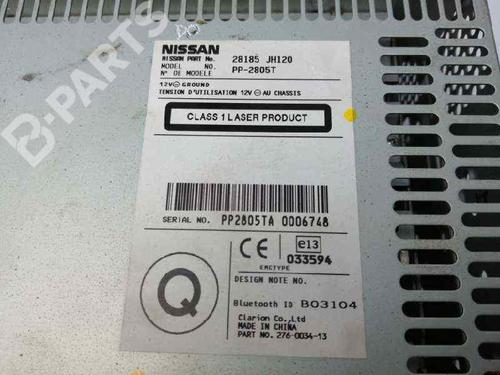 NISSAN
NISSAN PART No. 28185 JH120
MODEL NO. PP-2805T
N° DE MODELE
12V ⊖ GROUND
TENSION D'UTILISATION 12V ⊖ AU CHASSIS
CLASS 1 LASER PRODUCT
SERIAL NO. PP2805TA 0006748
CE e13
033594
EMCTYPE
Q
DESIGN NOTE NO.
Bluetooth ID B03104
Clarion Co.,Ltd
MADE IN CHINA
PART NO. 276-0034-13
B-PARTS